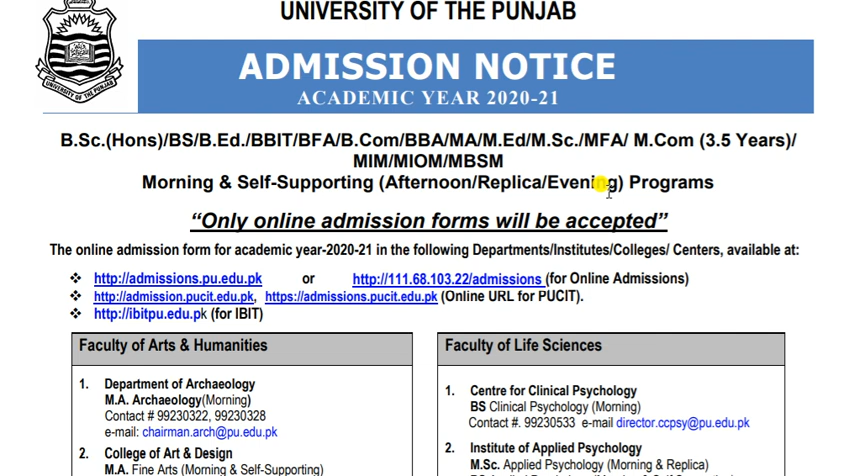 UNIVERSITY OF THE PUNJAB
ADMISSION NOTICE
ACADEMIC YEAR 2020-21
UNIVERSITY OF THE PUNJAB
B.Sc.(Hons)/BS/B.Ed./BBIT/BFA/B.Com/BBA/MA/M.Ed/M.Sc./MFA/ M.Com (3.5 Years)/
MIM/MIOM/MBSM
Morning & Self-Supporting (Afternoon/Replica/Evening) Programs
“Only online admission forms will be accepted”
The online admission form for academic year-2020-21 in the following Departments/Institutes/Colleges/ Centers, available at:
❖ http://admissions.pu.edu.pk or http://111.68.103.22/admissions (for Online Admissions)
❖ http://admission.pucit.edu.pk, https://admissions.pucit.edu.pk (Online URL for PUCIT).
❖ http://ibitpu.edu.pk (for IBIT)
Faculty of Arts & Humanities
1. Department of Archaeology
M.A. Archaeology(Morning)
Contact # 99230322, 99230328
e-mail: chairman.arch@pu.edu.pk
2. College of Art & Design
M.A. Fine Arts (Morning & Self-Supporting)
Faculty of Life Sciences
1. Centre for Clinical Psychology
BS Clinical Psychology (Morning)
Contact #. 99230533 e-mail director.ccpsy@pu.edu.pk
2. Institute of Applied Psychology
M.Sc. Applied Psychology (Morning & Replica)